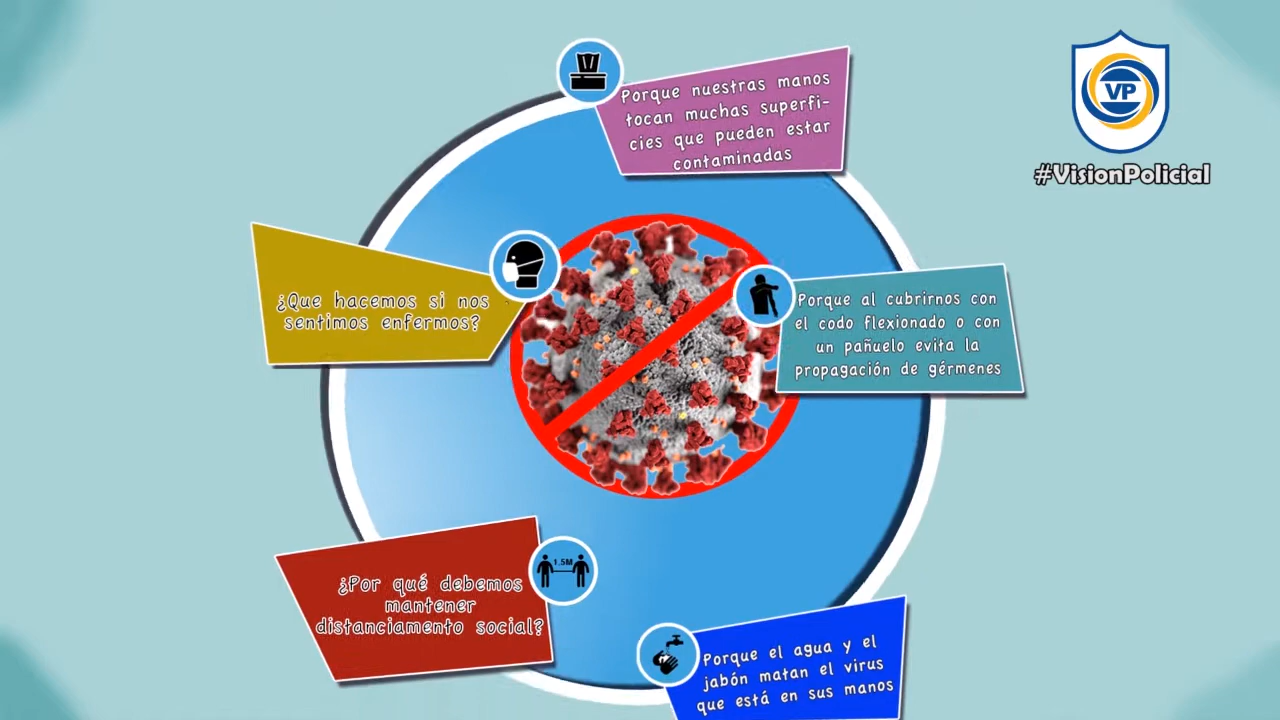 Porque nuestras manos
tocan muchas superfi-
cies que pueden estar
contaminadas
VP
#VisionPolicial
¿Que hacemos si nos
sentimos enfermos?
Porque al cubrirnos con
el codo flexionado o con
un pañuelo evita la
propagación de gérmenes
¿Por qué debemos
mantener
distanciamento social?
1.5M
Porque el agua y el
jabón matan el virus
que está en sus manos